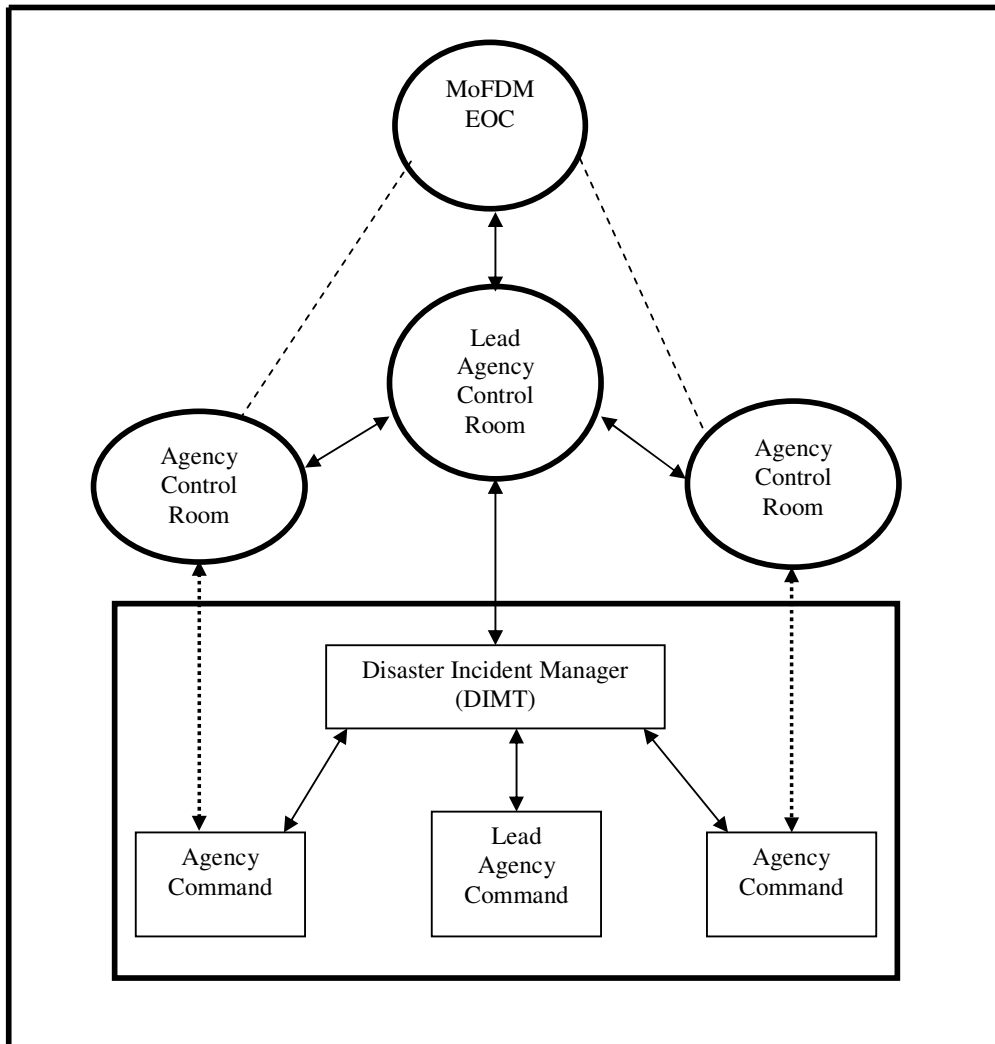 MoFDM
EOC
Lead
Agency
Control
Room
Agency
Control
Room
Agency
Control
Room
Disaster Incident Manager
(DIMT)
Agency
Command
Lead
Agency
Command
Agency
Command